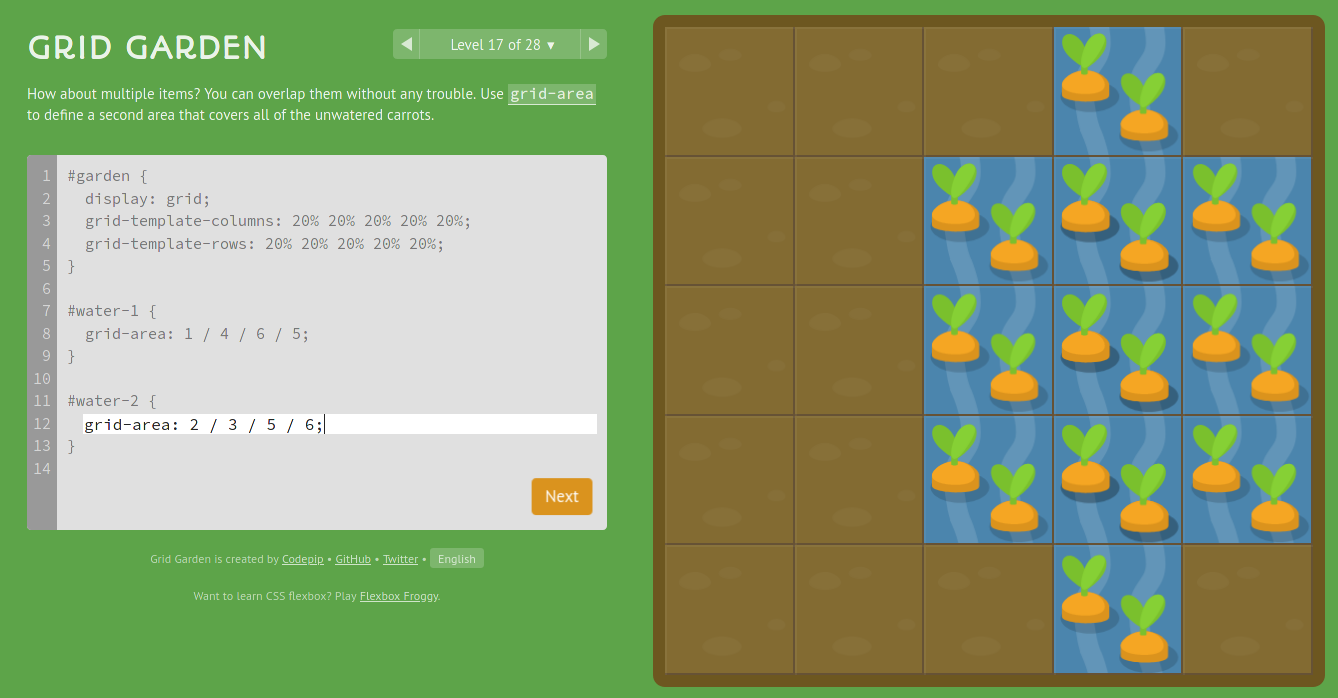 GRID GARDEN
◀ Level 17 of 28 ▼ ▶
How about multiple items? You can overlap them without any trouble. Use grid-area
to define a second area that covers all of the unwatered carrots.
1 #garden {
2 display: grid;
3 grid-template-columns: 20% 20% 20% 20% 20%;
4 grid-template-rows: 20% 20% 20% 20% 20%;
5 }
6
7 #water-1 {
8 grid-area: 1 / 4 / 6 / 5;
9 }
10
11 #water-2 {
12 grid-area: 2 / 3 / 5 / 6;
13 }
14
Next
Grid Garden is created by Codepip • GitHub • Twitter • English
Want to learn CSS flexbox? Play Flexbox Froggy.